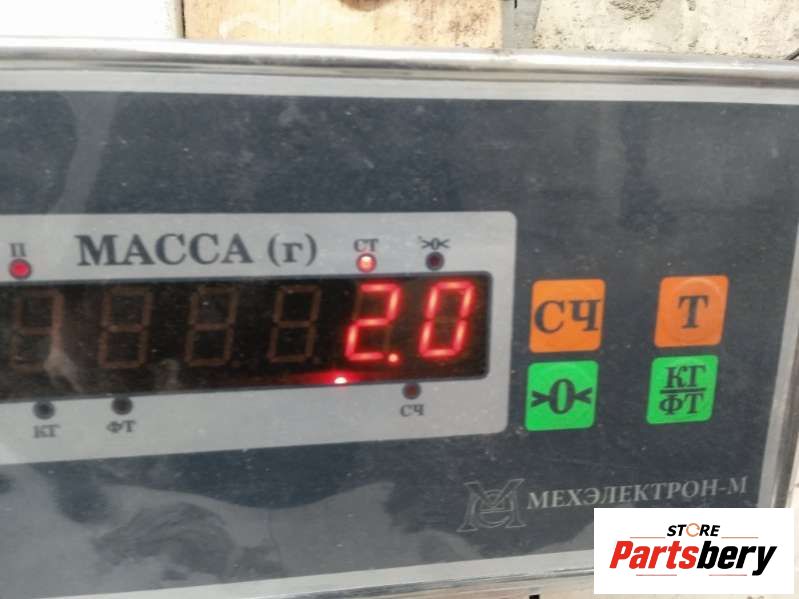 П МАССА (г) СТ >0<
2.0
КГ ФТ СЧ
СЧ Т
>0< КГ/ФТ
МЕХЭЛЕКТРОН-М
STORE
Partsbery